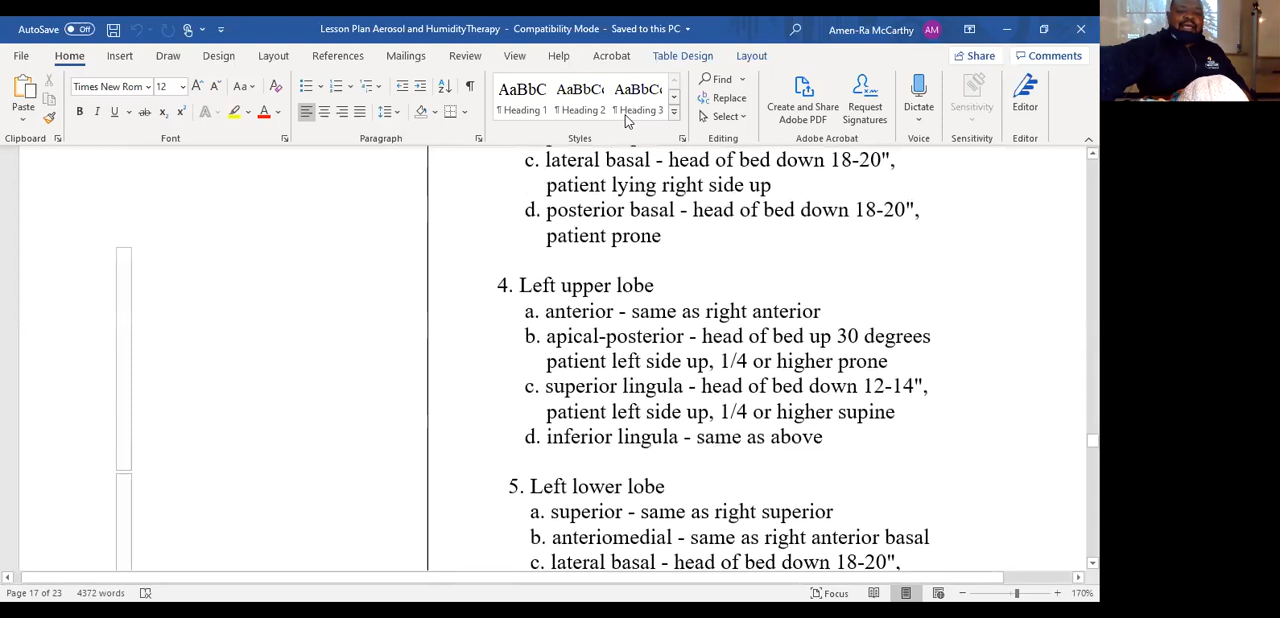 AutoSave Off
Lesson Plan Aerosol and HumidityTherapy - Compatibility Mode - Saved to this PC
Amen-Ra McCarthy AM
File Home Insert Draw Design Layout References Mailings Review View Help Acrobat Table Design Layout
Share Comments
Paste
Times New Rom 12
AaBbC AaBbCc AaBbCc
¶ Heading 1 ¶ Heading 2 ¶ Heading 3
Find
Replace
Select
Create and Share Adobe PDF
Request Signatures
Dictate
Sensitivity
Editor
Clipboard Font Paragraph Styles Editing Adobe Acrobat Voice Sensitivity Editor
c. lateral basal - head of bed down 18-20",
patient lying right side up
d. posterior basal - head of bed down 18-20",
patient prone
4. Left upper lobe
a. anterior - same as right anterior
b. apical-posterior - head of bed up 30 degrees
patient left side up, 1/4 or higher prone
c. superior lingula - head of bed down 12-14",
patient left side up, 1/4 or higher supine
d. inferior lingula - same as above
5. Left lower lobe
a. superior - same as right superior
b. anteriomedial - same as right anterior basal
c. lateral basal - head of bed down 18-20",
Page 17 of 23 4372 words
Focus
170%